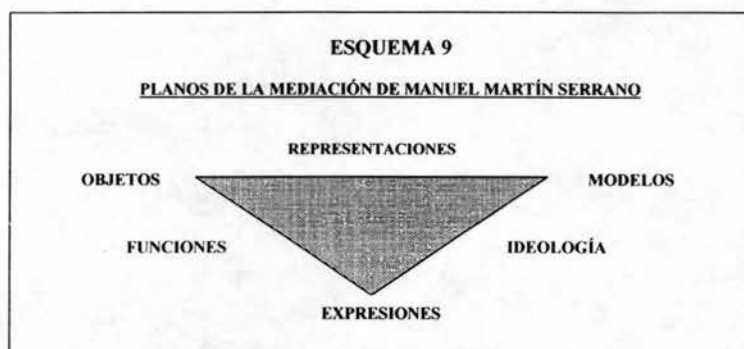 ESQUEMA 9
PLANOS DE LA MEDIACIÓN DE MANUEL MARTÍN SERRANO
REPRESENTACIONES
OBJETOS MODELOS
FUNCIONES IDEOLOGÍA
EXPRESIONES